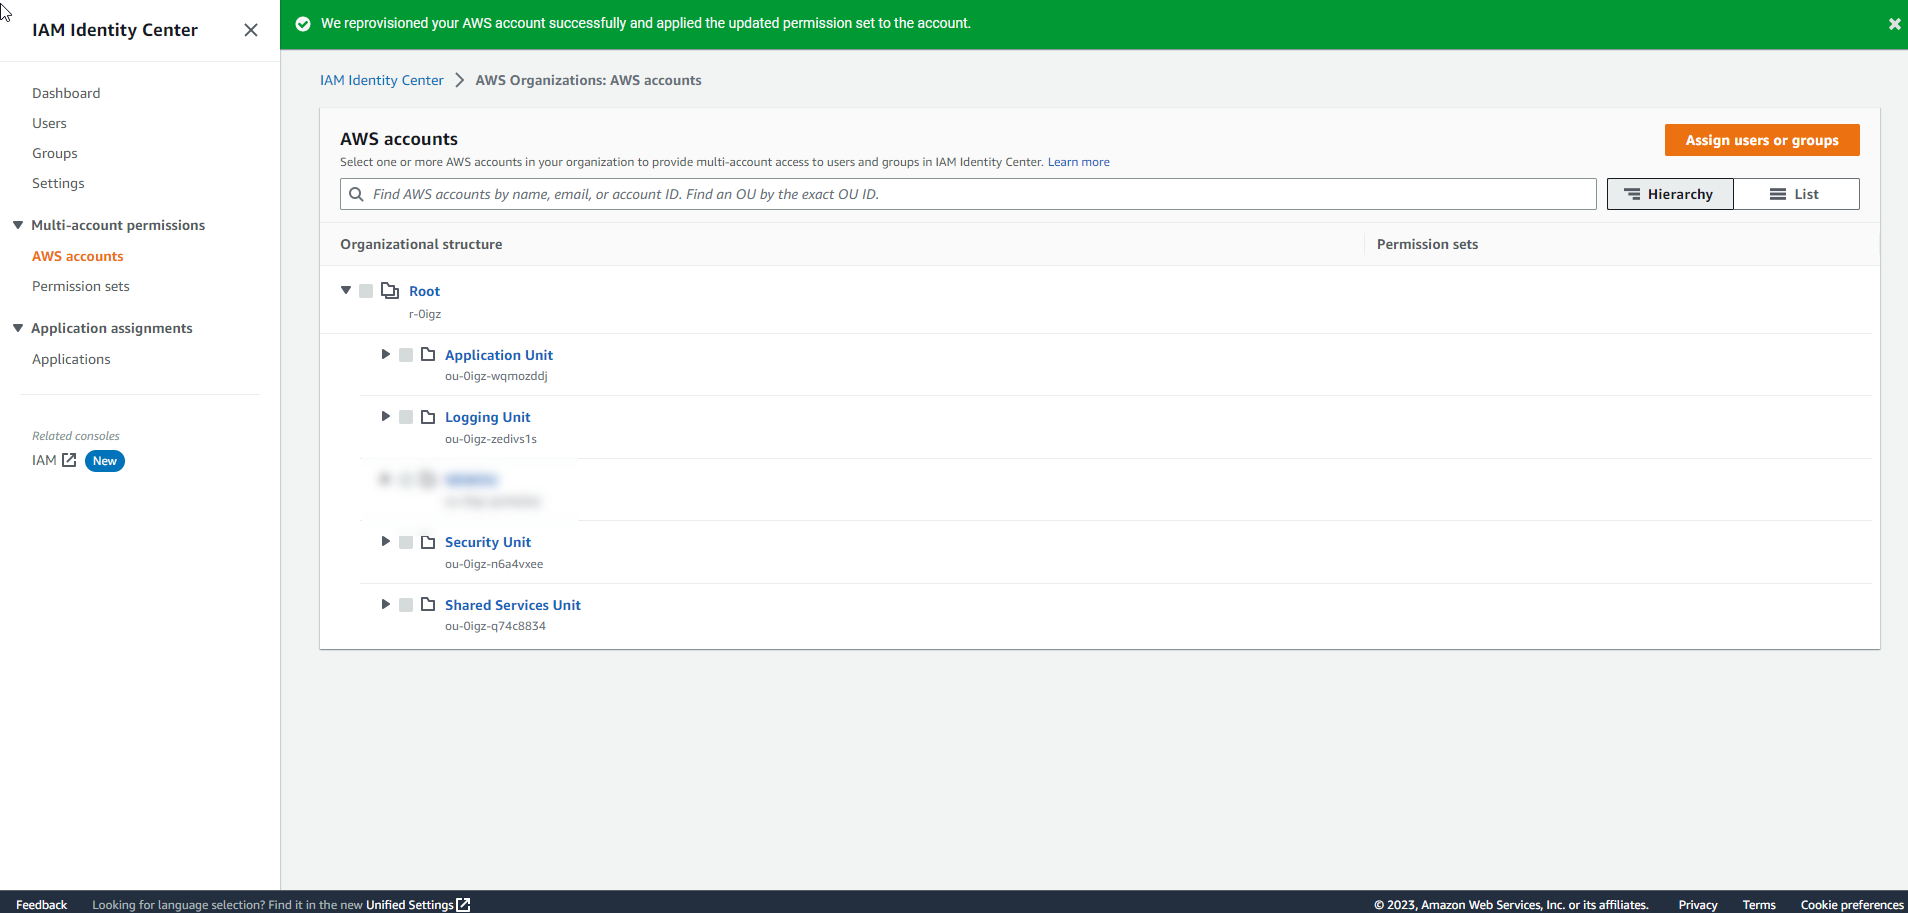 We reprovisioned your AWS account successfully and applied the updated permission set to the account.
IAM Identity Center
Dashboard
Users
Groups
Settings
Multi-account permissions
AWS accounts
Permission sets
Application assignments
Applications
Related consoles
IAM New
IAM Identity Center AWS Organizations: AWS accounts
AWS accounts
Select one or more AWS accounts in your organization to provide multi-account access to users and groups in IAM Identity Center. Learn more
Assign users or groups
Find AWS accounts by name, email, or account ID. Find an OU by the exact OU ID.
Hierarchy List
Organizational structure Permission sets
Root
r-0igz
Application Unit
ou-0igz-wqmozddj
Logging Unit
ou-0igz-zedivs1s
Security Unit
ou-0igz-n6a4vxee
Shared Services Unit
ou-0igz-q74c8834
Feedback Looking for language selection? Find it in the new Unified Settings © 2023, Amazon Web Services, Inc. or its affiliates. Privacy Terms Cookie preferences